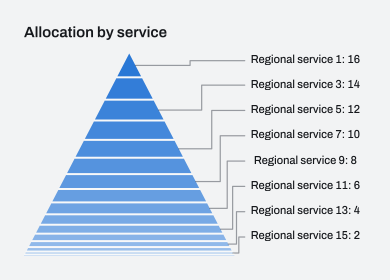 Allocation by service
Regional service 1: 16
Regional service 3: 14
Regional service 5: 12
Regional service 7: 10
Regional service 9: 8
Regional service 11: 6
Regional service 13: 4
Regional service 15: 2